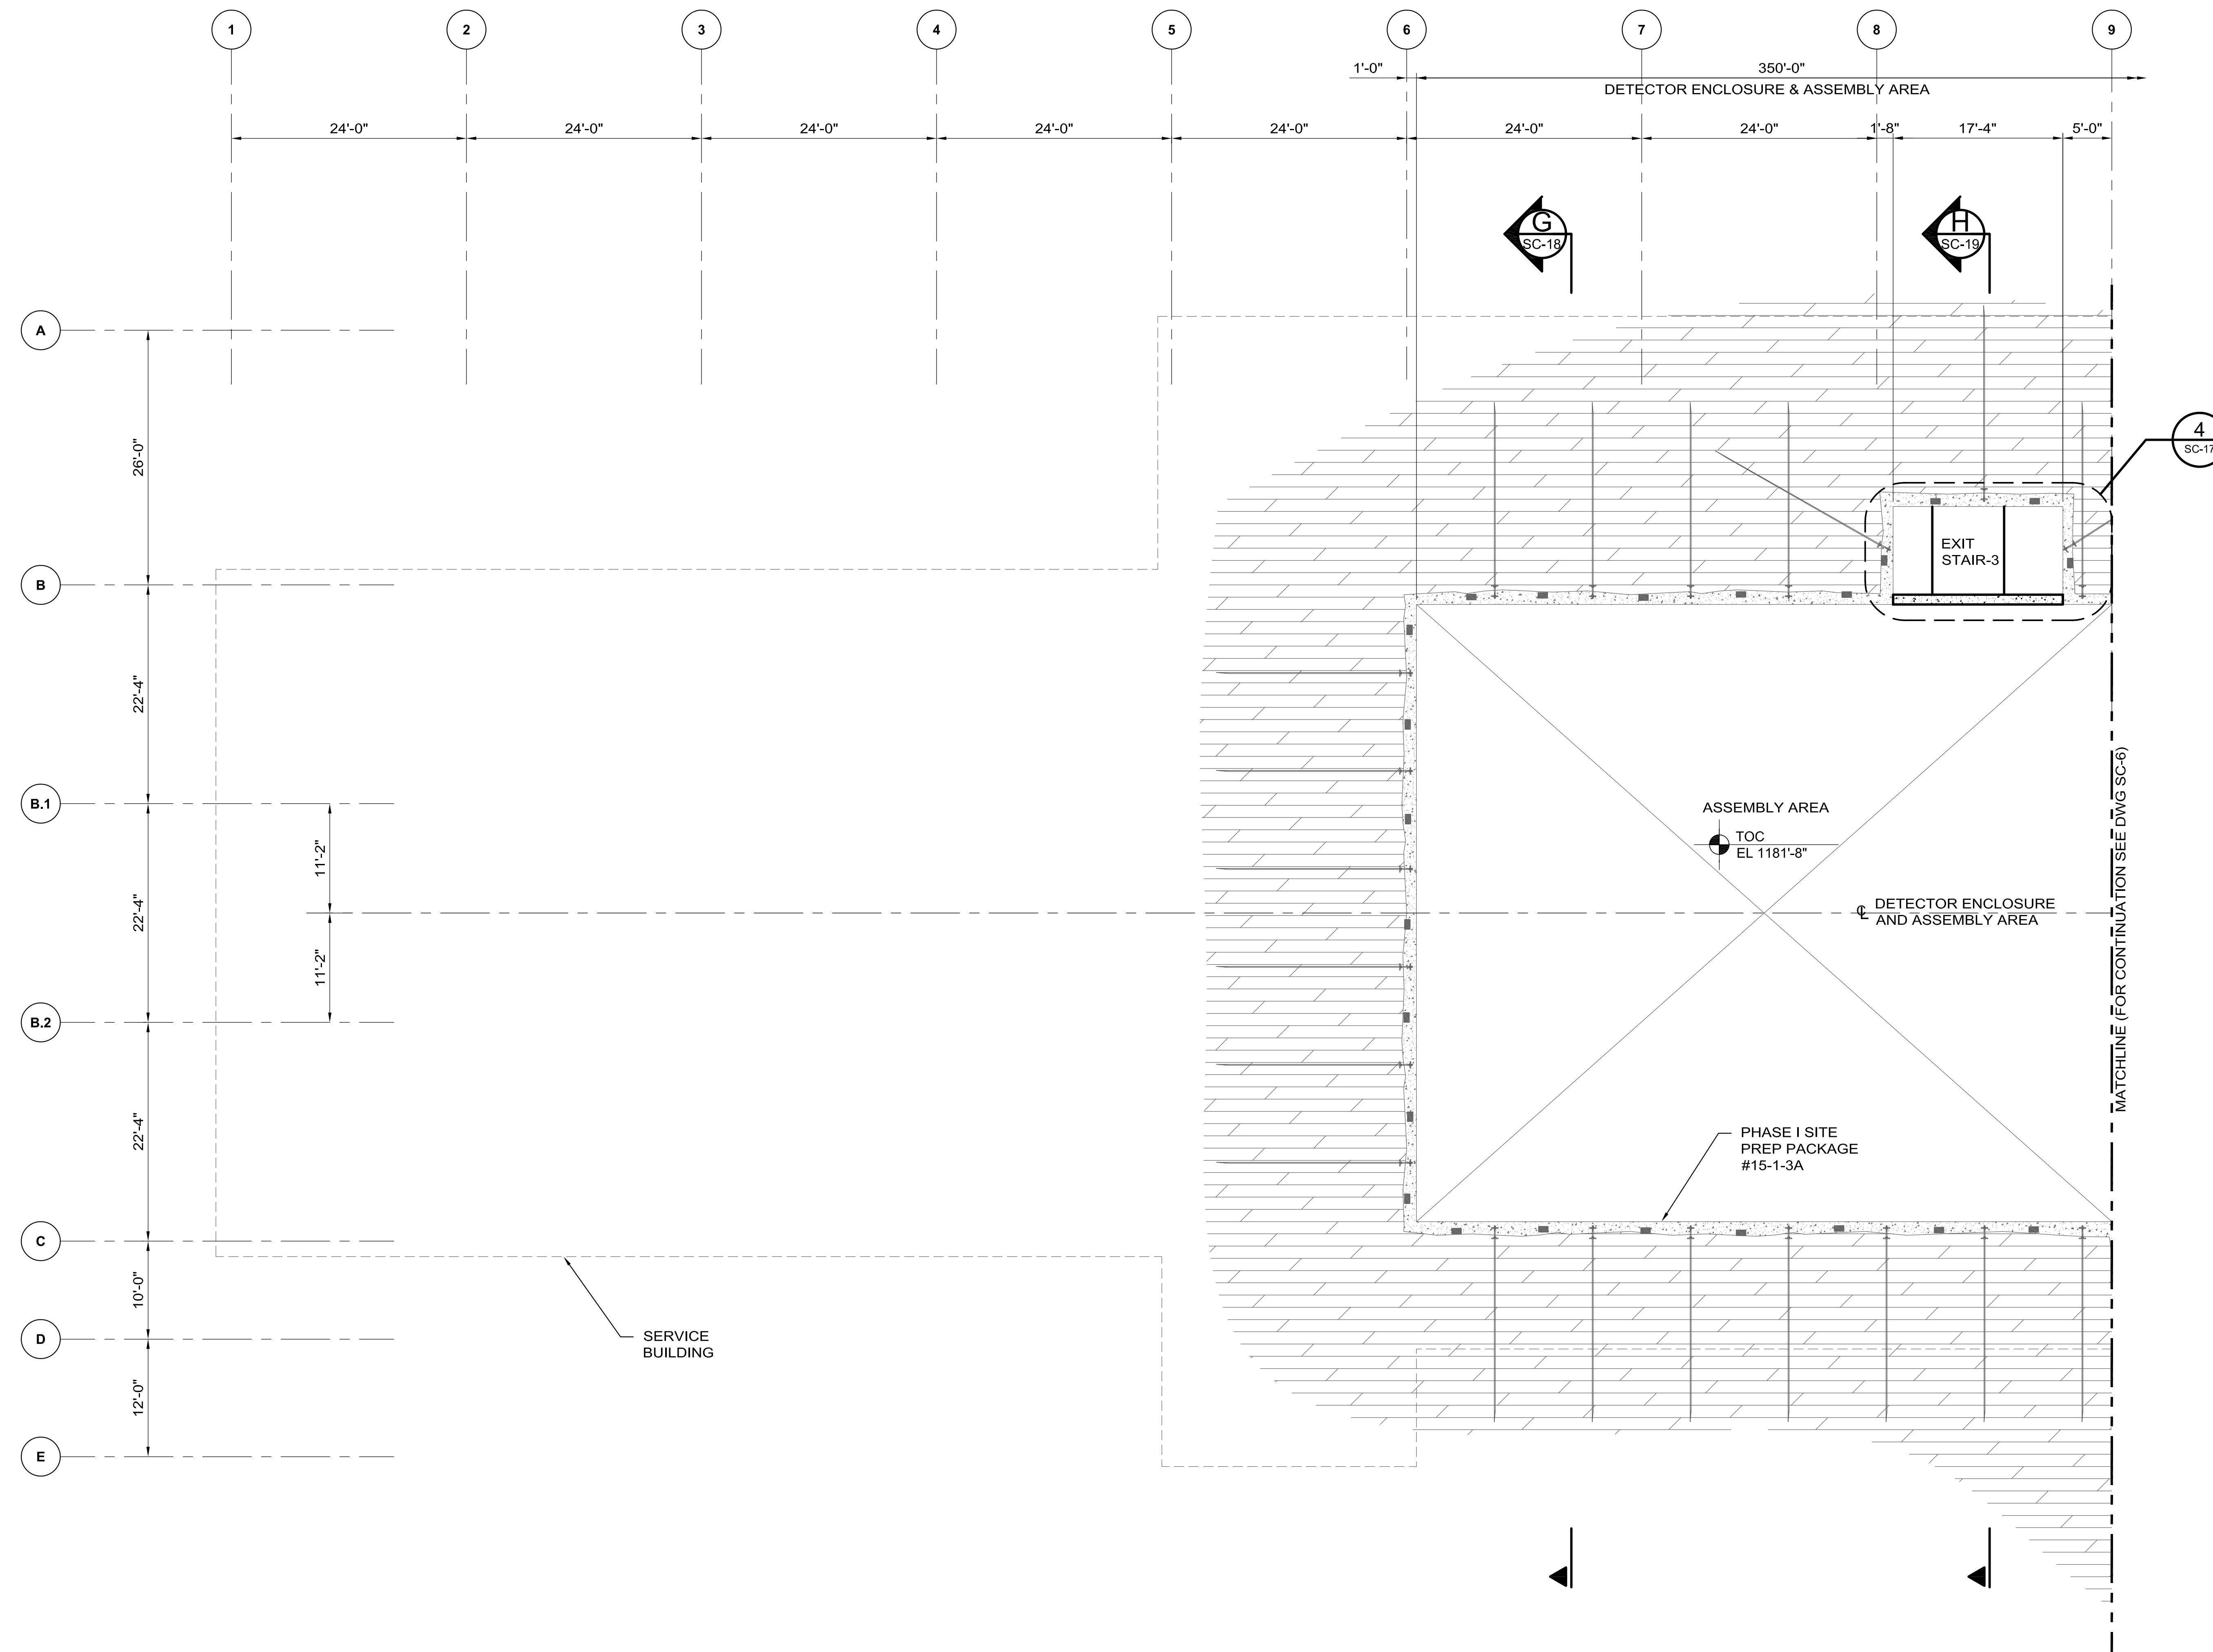 1
2
3
4
5
6
7
8
9
1'-0"
350'-0"
DETECTOR ENCLOSURE & ASSEMBLY AREA
24'-0"
24'-0"
24'-0"
24'-0"
24'-0"
24'-0"
24'-0"
1'-8"
17'-4"
5'-0"
G
SC-18
H
SC-19
A
26'-0"
4
SC-17
EXIT
STAIR-3
B
22'-4"
B.1
ASSEMBLY AREA
TOC
EL 1181'-8"
11'-2"
22'-4"
11'-2"
℄ DETECTOR ENCLOSURE
AND ASSEMBLY AREA
MATCHLINE (FOR CONTINUATION SEE DWG SC-6)
B.2
22'-4"
PHASE I SITE
PREP PACKAGE
#15-1-3A
C
10'-0"
D
SERVICE
BUILDING
12'-0"
E